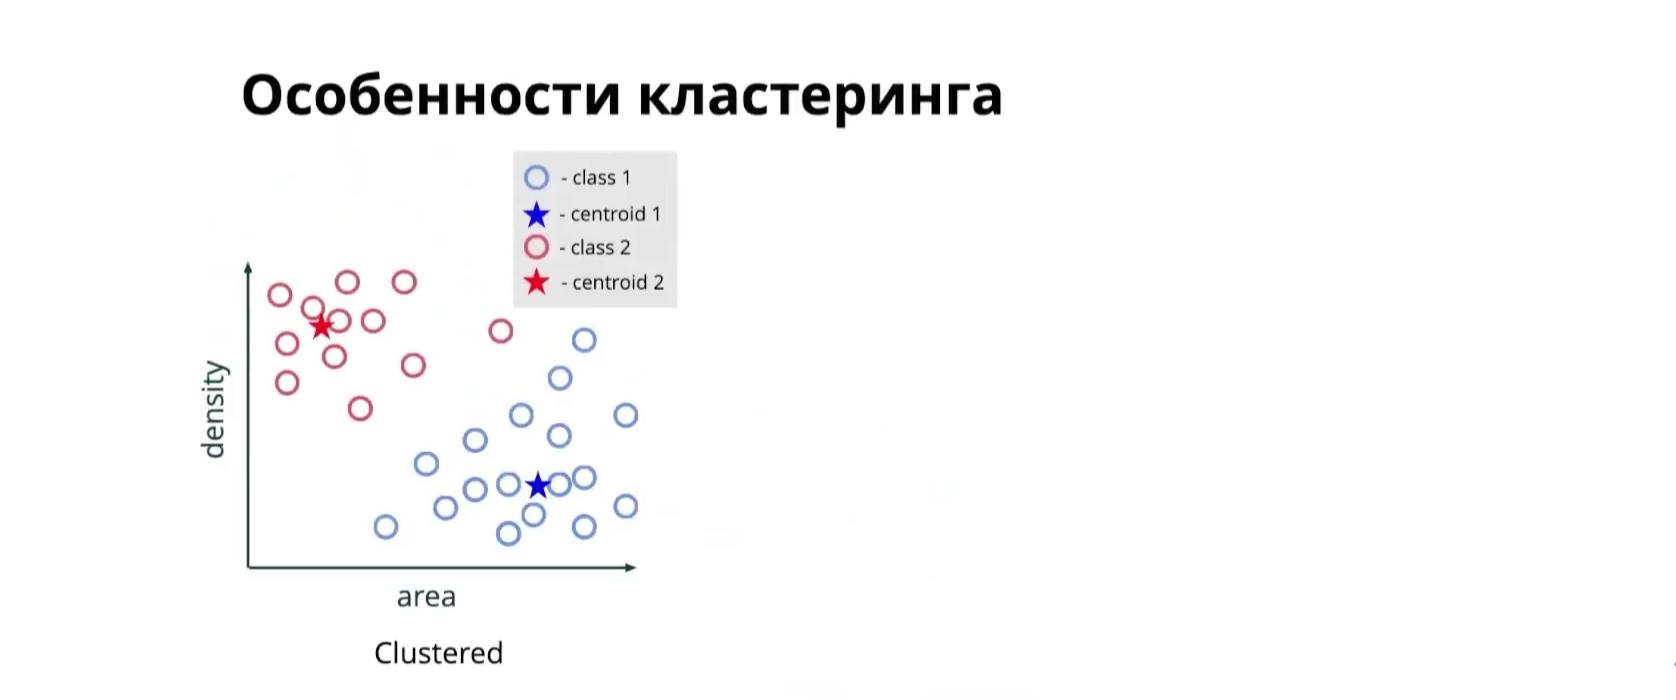 Особенности кластеринга
- class 1
- centroid 1
- class 2
- centroid 2
density
area
Clustered